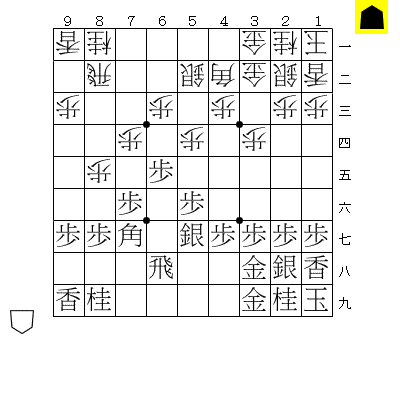 9 8 7 6 5 4 3 2 1
香 桂 金 桂 王 一
飛 銀 角 金 銀 香 二
歩 歩 歩 歩 歩 三
歩 歩 歩 四
歩 歩 五
歩 歩 六
歩 歩 角 銀 歩 歩 歩 歩 七
飛 金 銀 香 八
香 桂 金 桂 玉 九